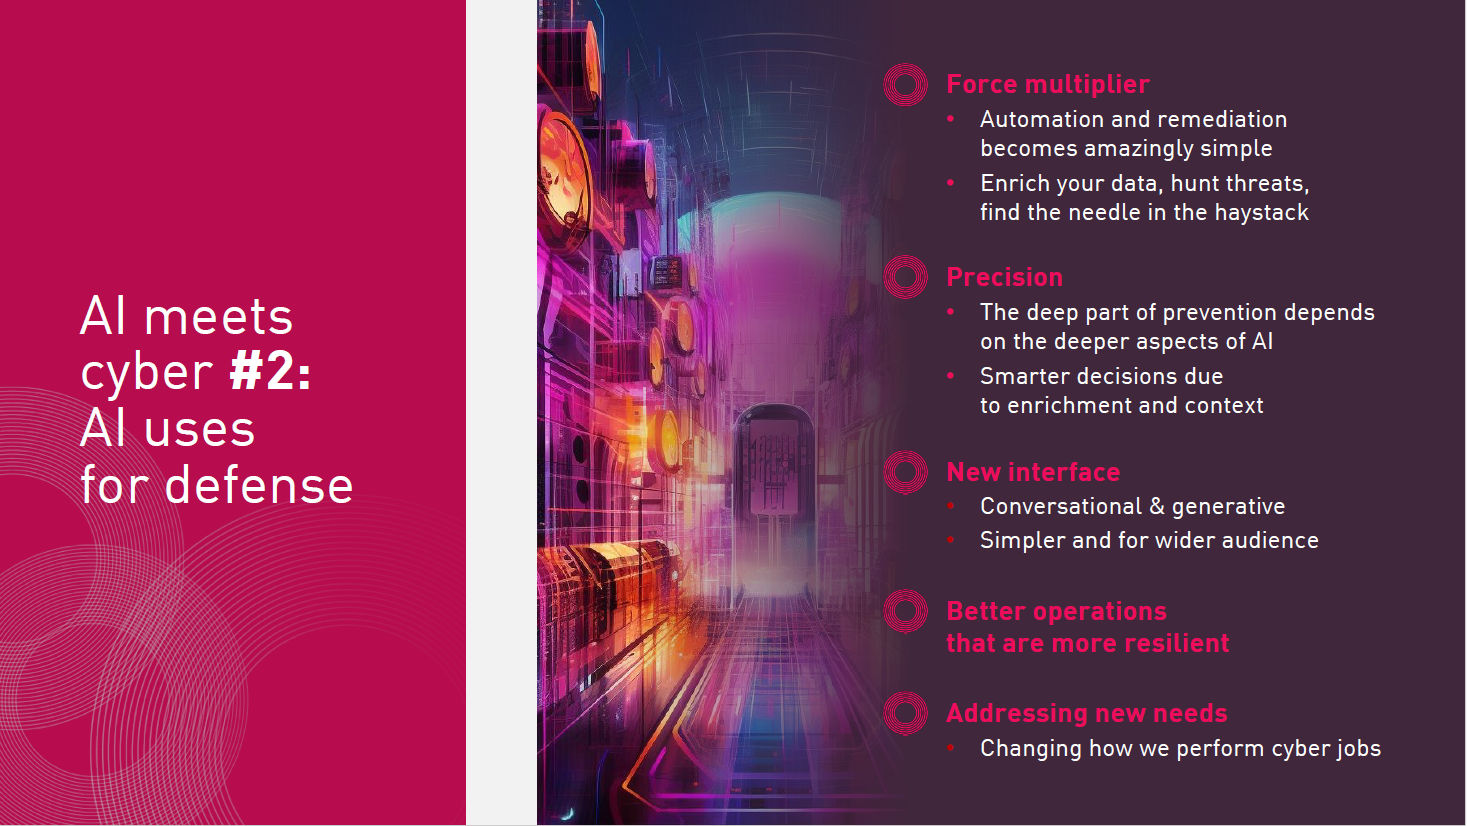 AI meets
cyber #2:
AI uses
for defense
Force multiplier
• Automation and remediation
becomes amazingly simple
• Enrich your data, hunt threats,
find the needle in the haystack
Precision
• The deep part of prevention depends
on the deeper aspects of AI
• Smarter decisions due
to enrichment and context
New interface
• Conversational & generative
• Simpler and for wider audience
Better operations
that are more resilient
Addressing new needs
• Changing how we perform cyber jobs